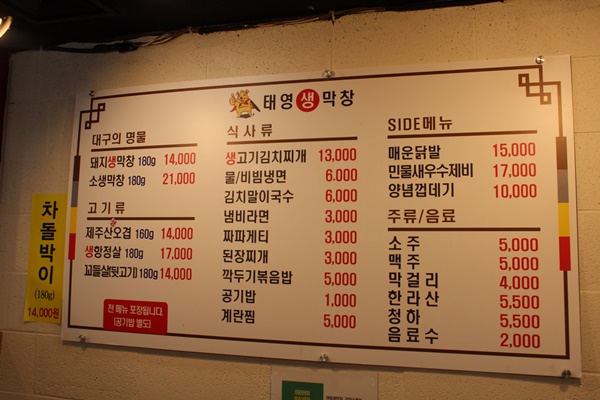 태영생막창
대구의 명물
돼지생막창 180g 14,000
소생막창 180g 21,000
고기류
제주산오겹 160g 14,000
생항정살 180g 17,000
꼬들살(뒷고기) 180g 14,000
전 메뉴 포장됩니다
(공기밥 별도)
식사류
생고기김치찌개 13,000
물/비빔냉면 6.000
김치말이국수 6,000
냄비라면 3,000
짜파게티 3,000
된장찌개 3,000
깍두기볶음밥 5,000
공기밥 1,000
계란찜 5,000
SIDE메뉴
매운닭발 15,000
민물새우수제비 17,000
양념껍데기 10,000
주류/음료
소주 5,000
맥주 5,000
막걸리 4,000
한라산 5,500
청하 5,500
음료수 2,000
차돌박이
(180g)
14,000원